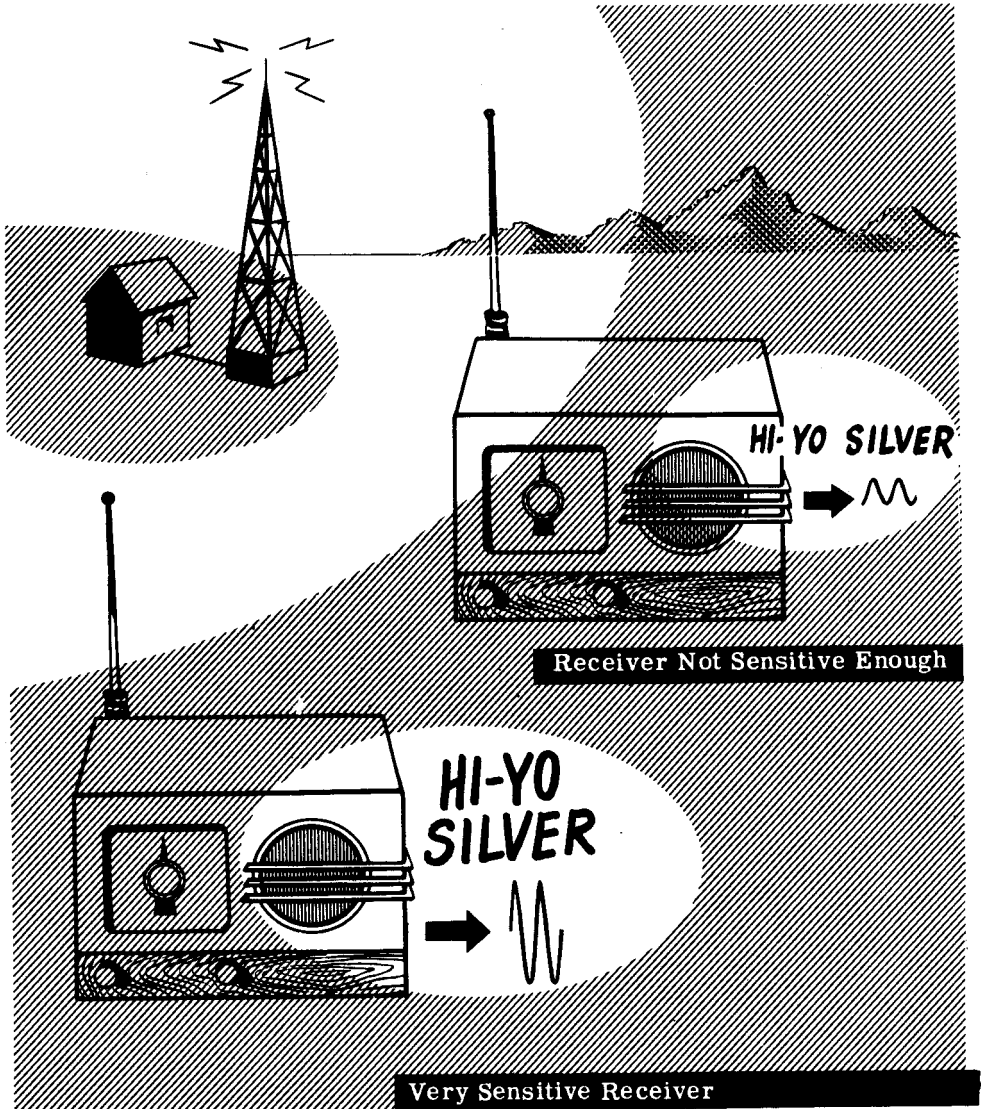 HI-YO SILVER
Receiver Not Sensitive Enough
HI-YO
SILVER
Very Sensitive Receiver